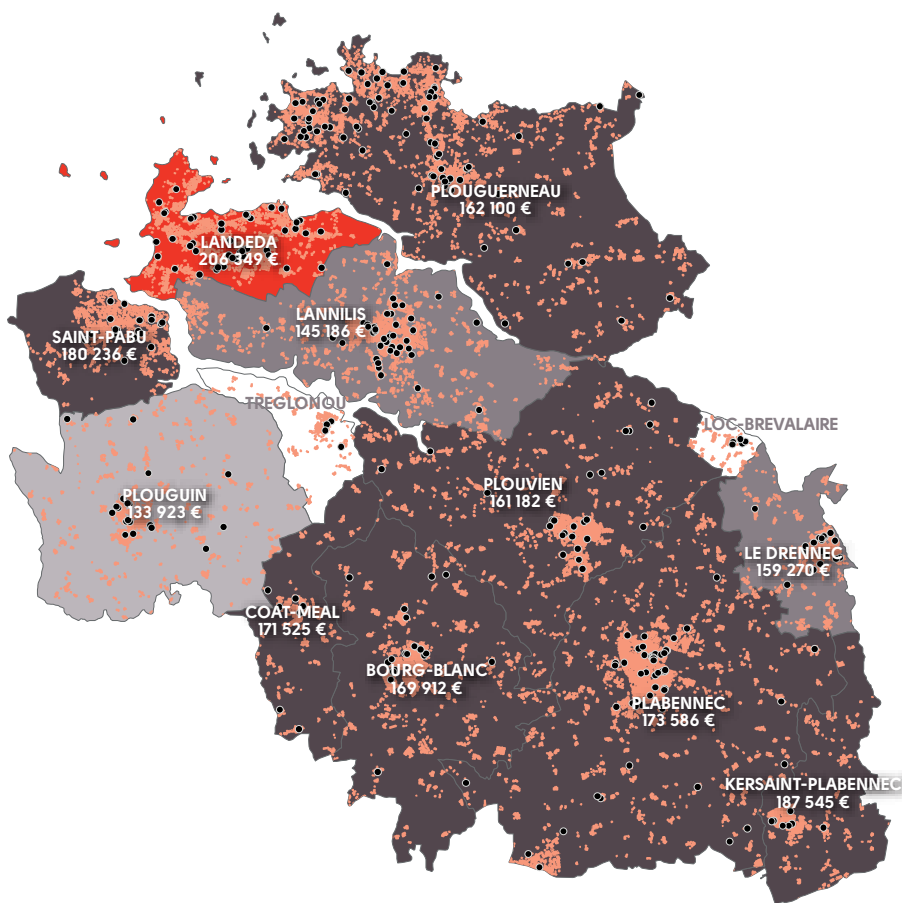 PLOUGUERNEAU
162 100 €
LANDEDA
206 349 €
LANNILIS
145 186 €
SAINT-PABU
180 236 €
TREGLONOU
LOC-BREVALAIRE
PLOUVIEN
161 182 €
PLOUGUIN
133 923 €
LE DRENNEC
159 270 €
COAT-MEAL
171 525 €
BOURG-BLANC
169 912 €
PLABENNEC
173 586 €
KERSAINT-PLABENNEC
187 545 €